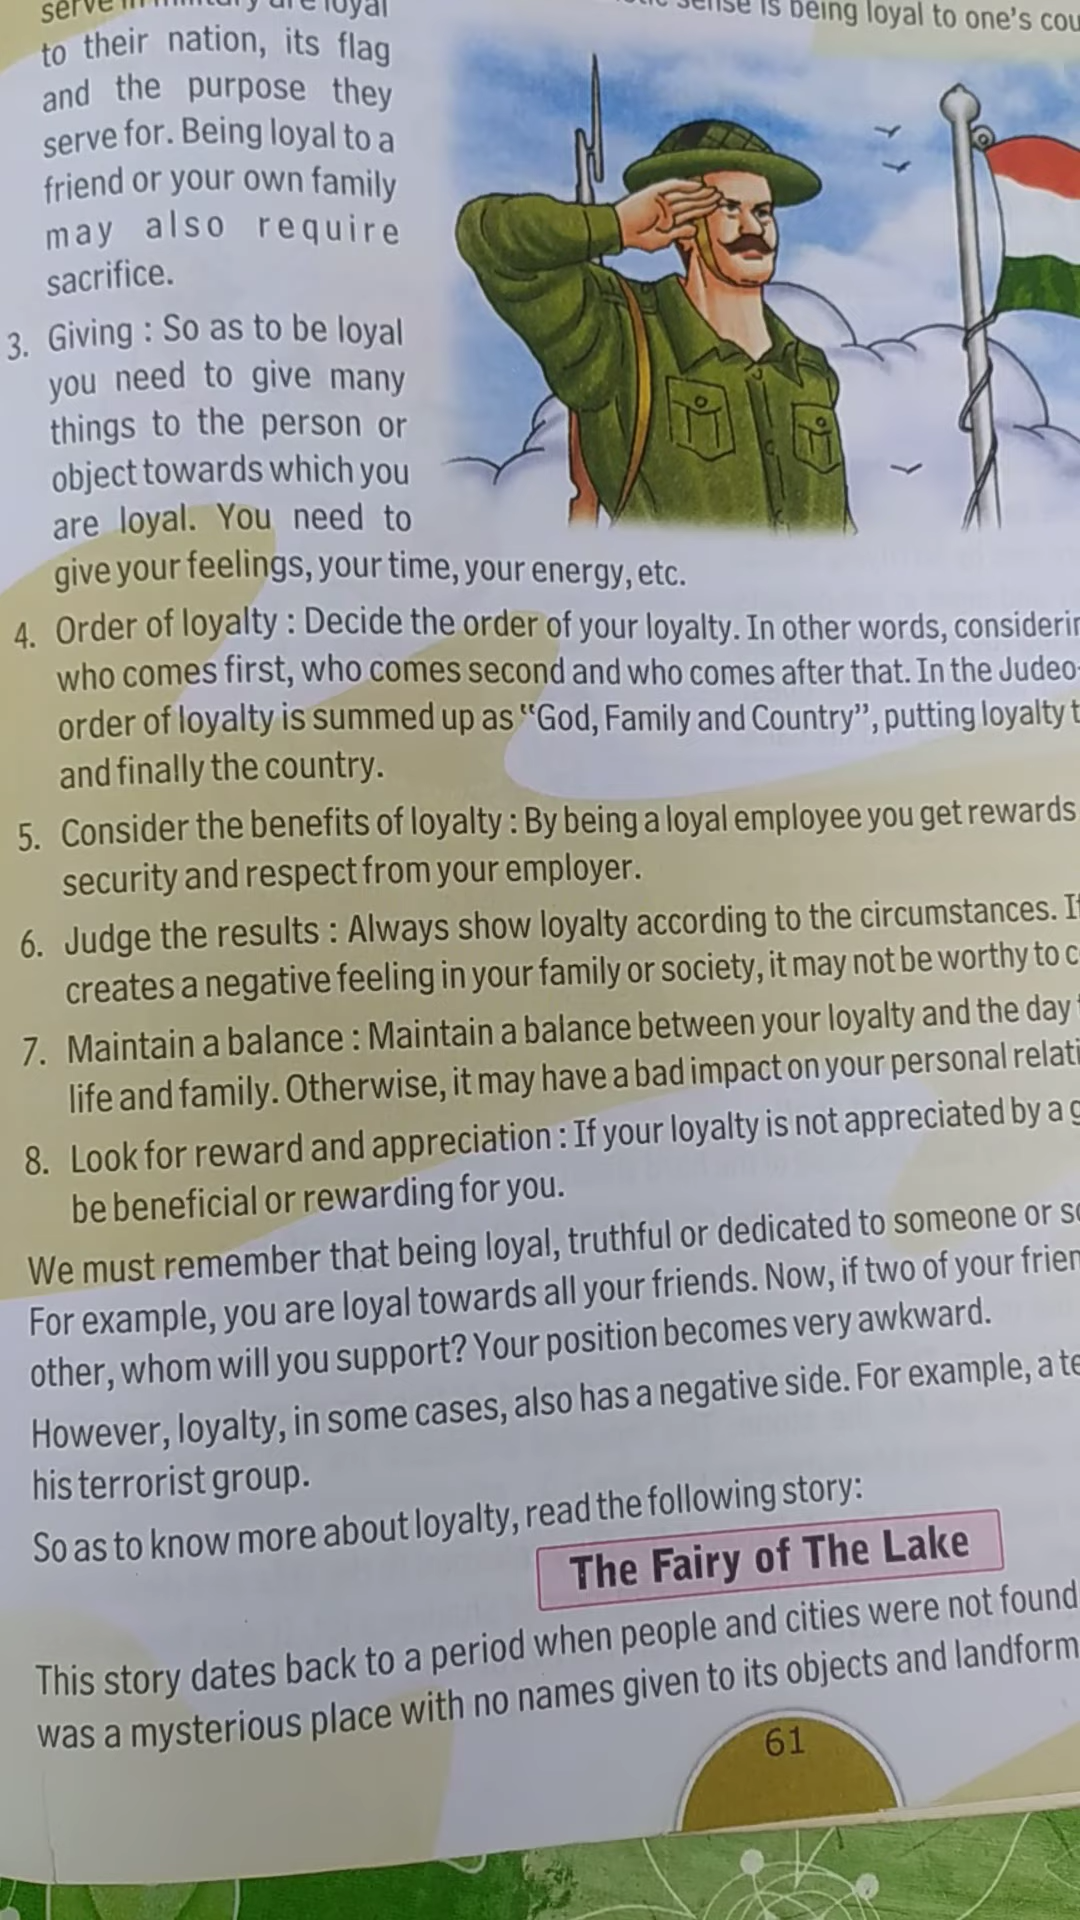 to their nation, its flag
and the purpose they
serve for. Being loyal to a
friend or your own family
may also require
sacrifice.
sense is being loyal to one's
3. Giving : So as to be loyal
you need to give many
things to the person or
object towards which you
are loyal. You need to
give your feelings, your time, your energy, etc.
4. Order of loyalty : Decide the order of your loyalty. In other words,
who comes first, who comes second and who comes after that. In the Judeo-
order of loyalty is summed up as "God, Family and Country", putting loyalty
and finally the country.
5. Consider the benefits of loyalty : By being a loyal employee you get rewards
security and respect from your employer.
6. Judge the results : Always show loyalty according to the circumstances.
creates a negative feeling in your family or society, it may not be worthy to
7. Maintain a balance : Maintain a balance between your loyalty and the day
life and family. Otherwise, it may have a bad impact on your personal
8. Look for reward and appreciation : If your loyalty is not appreciated by a
be beneficial or rewarding for you.
We must remember that being loyal, truthful or dedicated to someone or
For example, you are loyal towards all your friends. Now, if two of your
other, whom will you support? Your position becomes very awkward.
However, loyalty, in some cases, also has a negative side. For example, a
his terrorist group.
So as to know more about loyalty, read the following story:
The Fairy of The Lake
This story dates back to a period when people and cities were not found
was a mysterious place with no names given to its objects and
61